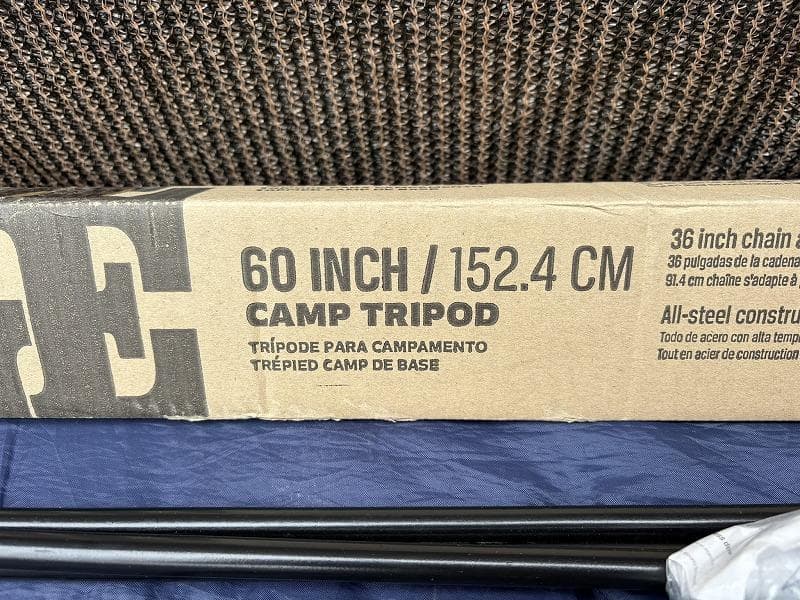 E
60 INCH / 152.4 CM
CAMP TRIPOD
TRÍPODE PARA CAMPAMENTO
TRÉPIED CAMP DE BASE
36 inch chain
36 pulgadas de la cadena
91.4 cm chaîne s'adapte à
All-steel constru
Todo de acero con alta temp
Tout en acier de construction